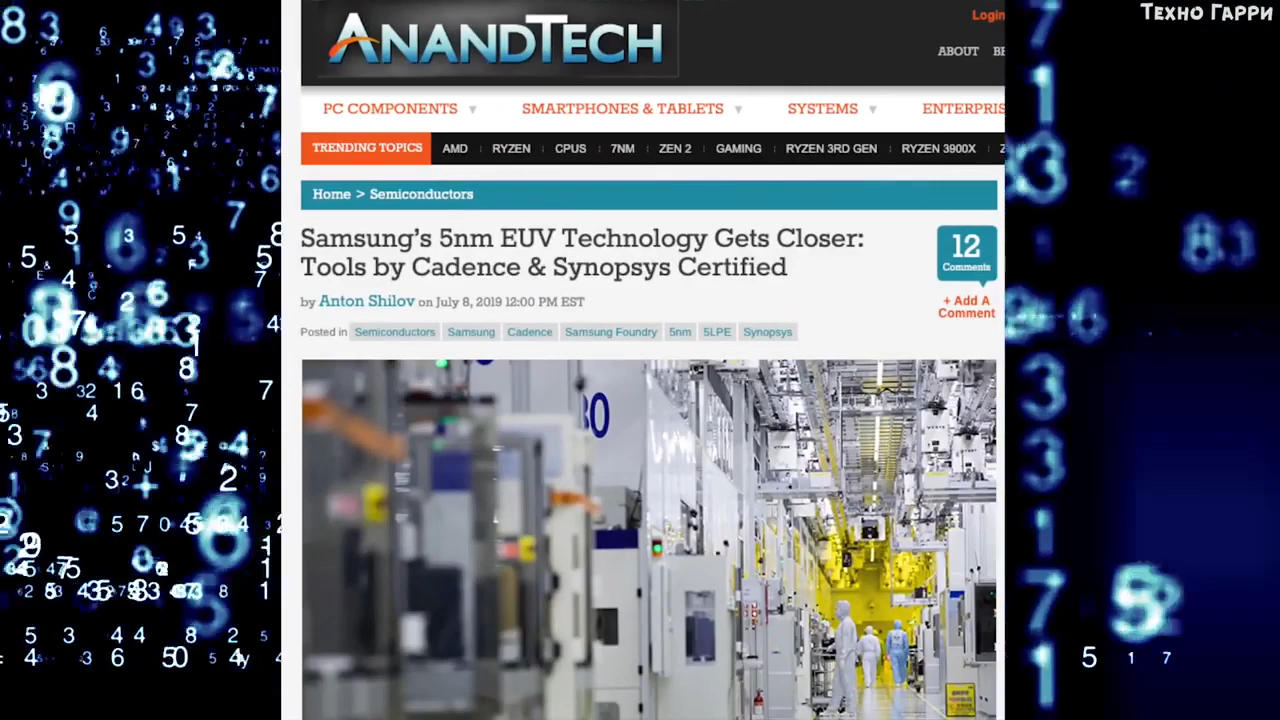 Техно Гарри
ANANDTECH
Login
ABOUT
PC COMPONENTS SMARTPHONES & TABLETS SYSTEMS ENTERPRIS
TRENDING TOPICS AMD RYZEN CPUS 7NM ZEN 2 GAMING RYZEN 3RD GEN RYZEN 3900X
Home > Semiconductors
Samsung's 5nm EUV Technology Gets Closer:
Tools by Cadence & Synopsys Certified
12
Comments
+ Add A
Comment
by Anton Shilov on July 8, 2019 12:00 PM EST
Posted in Semiconductors Samsung Cadence Samsung Foundry 5nm 5LPE Synopsys